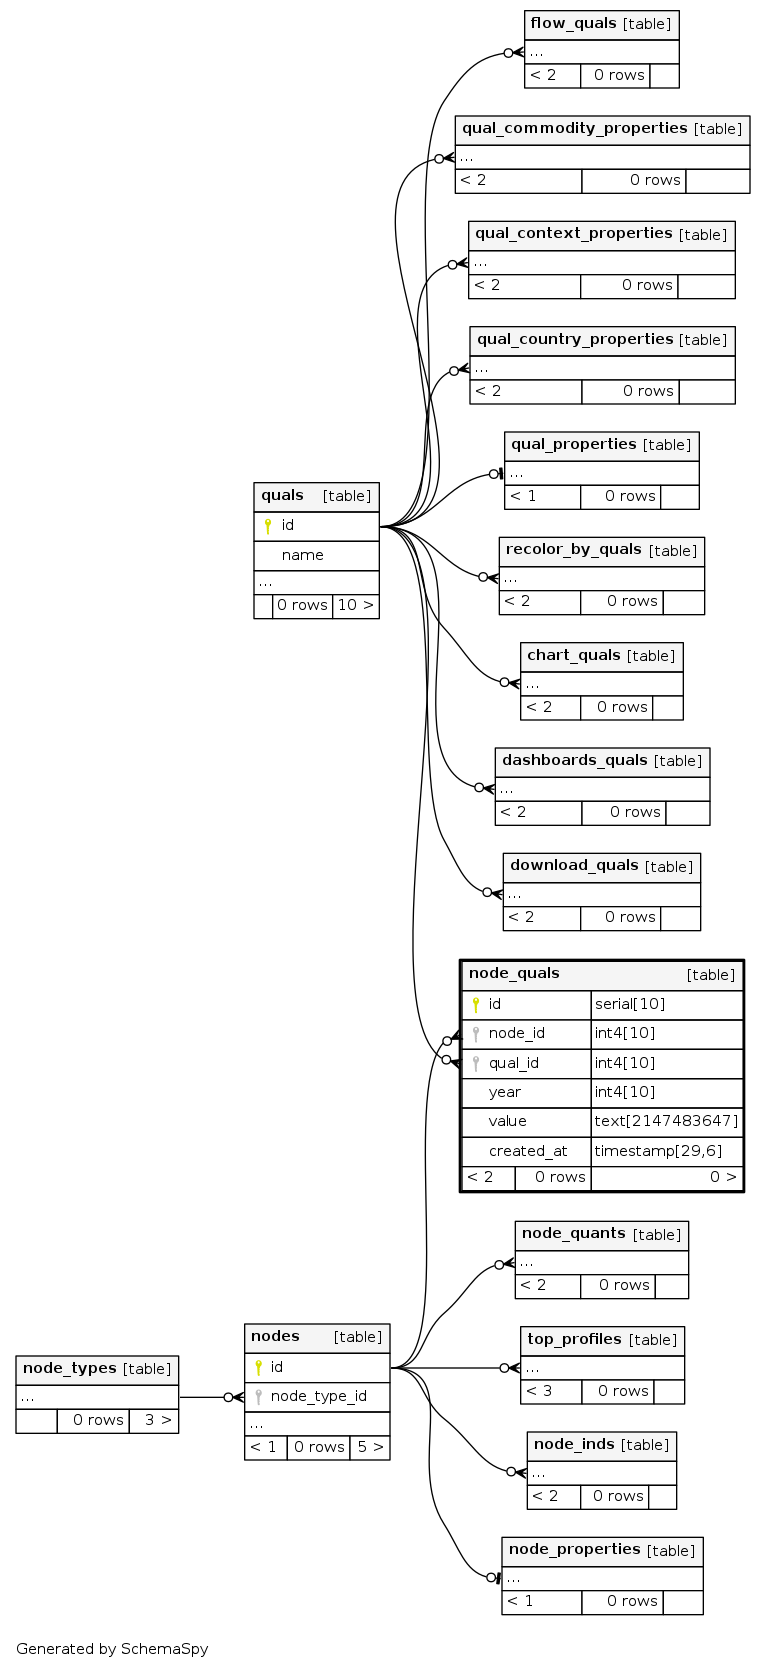 flow_quals [table]
...
< 2 0 rows
qual_commodity_properties [table]
...
< 2 0 rows
qual_context_properties [table]
...
< 2 0 rows
qual_country_properties [table]
...
< 2 0 rows
qual_properties [table]
...
< 1 0 rows
quals [table]
id
name
...
0 rows 10 >
recolor_by_quals [table]
...
< 2 0 rows
chart_quals [table]
...
< 2 0 rows
dashboards_quals [table]
...
< 2 0 rows
download_quals [table]
...
< 2 0 rows
node_quals [table]
id serial[10]
node_id int4[10]
qual_id int4[10]
year int4[10]
value text[2147483647]
created_at timestamp[29,6]
< 2 0 rows 0 >
node_quants [table]
...
< 2 0 rows
nodes [table]
id
node_type_id
...
< 1 0 rows 5 >
node_types [table]
...
0 rows 3 >
top_profiles [table]
...
< 3 0 rows
node_inds [table]
...
< 2 0 rows
node_properties [table]
...
< 1 0 rows
Generated by SchemaSpy